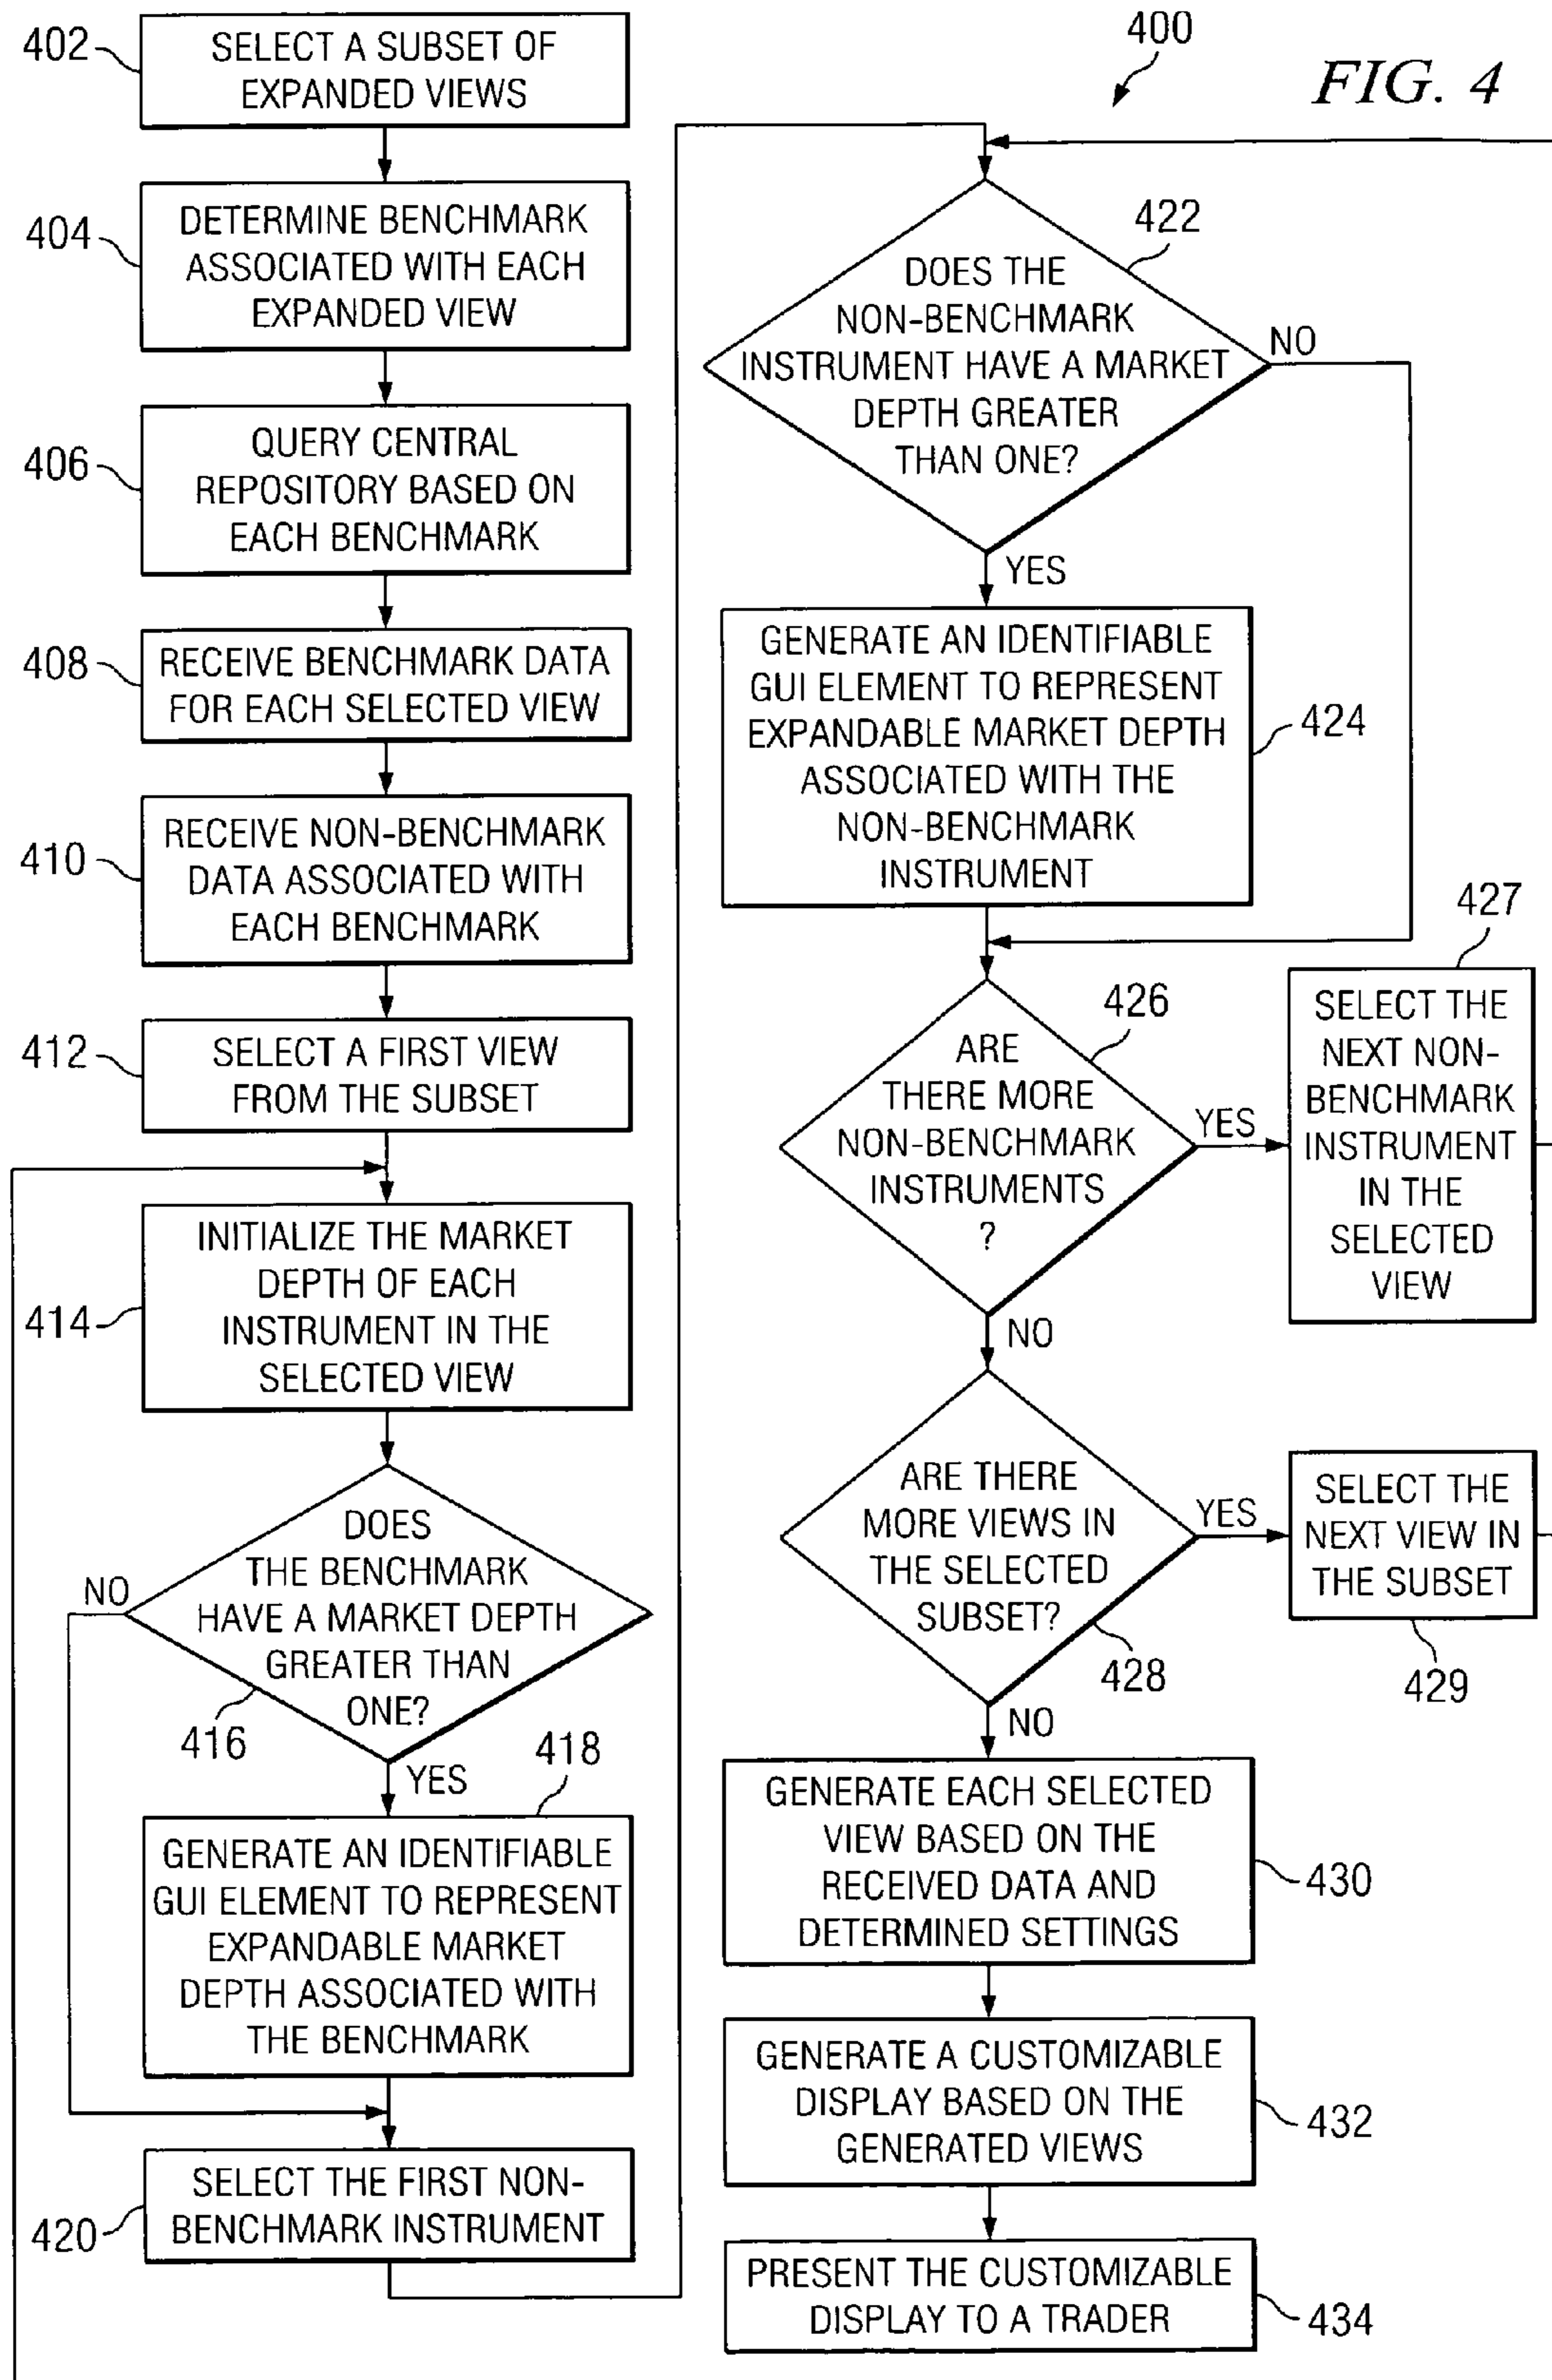 FIG. 4
400
402
SELECT A SUBSET OF
EXPANDED VIEWS
404
DETERMINE BENCHMARK
ASSOCIATED WITH EACH
EXPANDED VIEW
406
QUERY CENTRAL
REPOSITORY BASED ON
EACH BENCHMARK
408
RECEIVE BENCHMARK DATA
FOR EACH SELECTED VIEW
410
RECEIVE NON-BENCHMARK
DATA ASSOCIATED WITH
EACH BENCHMARK
412
SELECT A FIRST VIEW
FROM THE SUBSET
414
INITIALIZE THE MARKET
DEPTH OF EACH
INSTRUMENT IN THE
SELECTED VIEW
DOES
THE BENCHMARK
HAVE A MARKET DEPTH
GREATER THAN
ONE?
NO
416
YES
418
GENERATE AN IDENTIFIABLE
GUI ELEMENT TO REPRESENT
EXPANDABLE MARKET
DEPTH ASSOCIATED WITH
THE BENCHMARK
420
SELECT THE FIRST NON-
BENCHMARK INSTRUMENT
422
DOES THE
NON-BENCHMARK
INSTRUMENT HAVE A MARKET
DEPTH GREATER
THAN ONE?
NO
YES
GENERATE AN IDENTIFIABLE
GUI ELEMENT TO REPRESENT
EXPANDABLE MARKET DEPTH
ASSOCIATED WITH THE
NON-BENCHMARK
INSTRUMENT
424
426
ARE
THERE MORE
NON-BENCHMARK
INSTRUMENTS
?
YES
427
SELECT THE
NEXT NON-
BENCHMARK
INSTRUMENT
IN THE
SELECTED
VIEW
NO
ARE THERE
MORE VIEWS IN
THE SELECTED
SUBSET?
428
YES
SELECT THE
NEXT VIEW IN
THE SUBSET
429
NO
GENERATE EACH SELECTED
VIEW BASED ON THE
RECEIVED DATA AND
DETERMINED SETTINGS
430
GENERATE A CUSTOMIZABLE
DISPLAY BASED ON THE
GENERATED VIEWS
432
PRESENT THE CUSTOMIZABLE
DISPLAY TO A TRADER
434